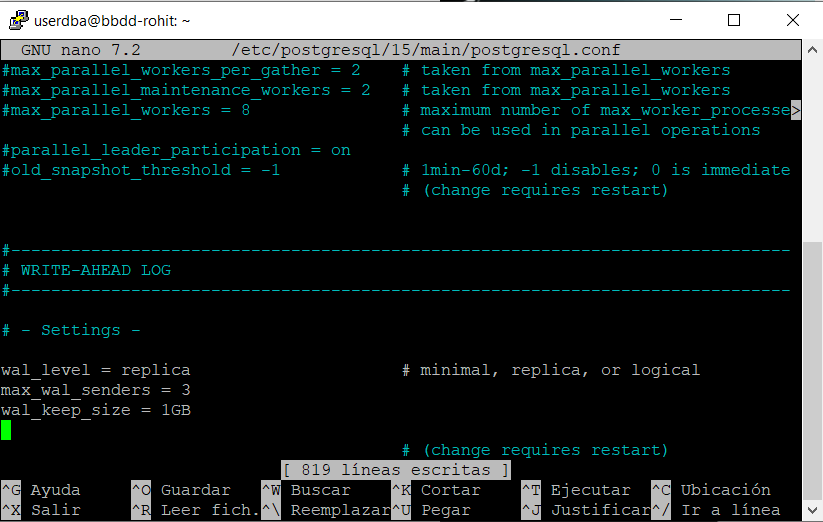 userdba@bbdd-rohit: ~
GNU nano 7.2 /etc/postgresql/15/main/postgresql.conf
#max_parallel_workers_per_gather = 2 # taken from max_parallel_workers
#max_parallel_maintenance_workers = 2 # taken from max_parallel_workers
#max_parallel_workers = 8 # maximum number of max_worker_processe>
# can be used in parallel operations
#parallel_leader_participation = on
#old_snapshot_threshold = -1 # 1min-60d; -1 disables; 0 is immediate
# (change requires restart)
#------------------------------------------------------------------------------
# WRITE-AHEAD LOG
#------------------------------------------------------------------------------
# - Settings -
wal_level = replica # minimal, replica, or logical
max_wal_senders = 3
wal_keep_size = 1GB
# (change requires restart)
[ 819 líneas escritas ]
^G Ayuda ^O Guardar ^W Buscar ^K Cortar ^T Ejecutar ^C Ubicación
^X Salir ^R Leer fich. ^\ Reemplazar ^U Pegar ^J Justificar ^/ Ir a línea